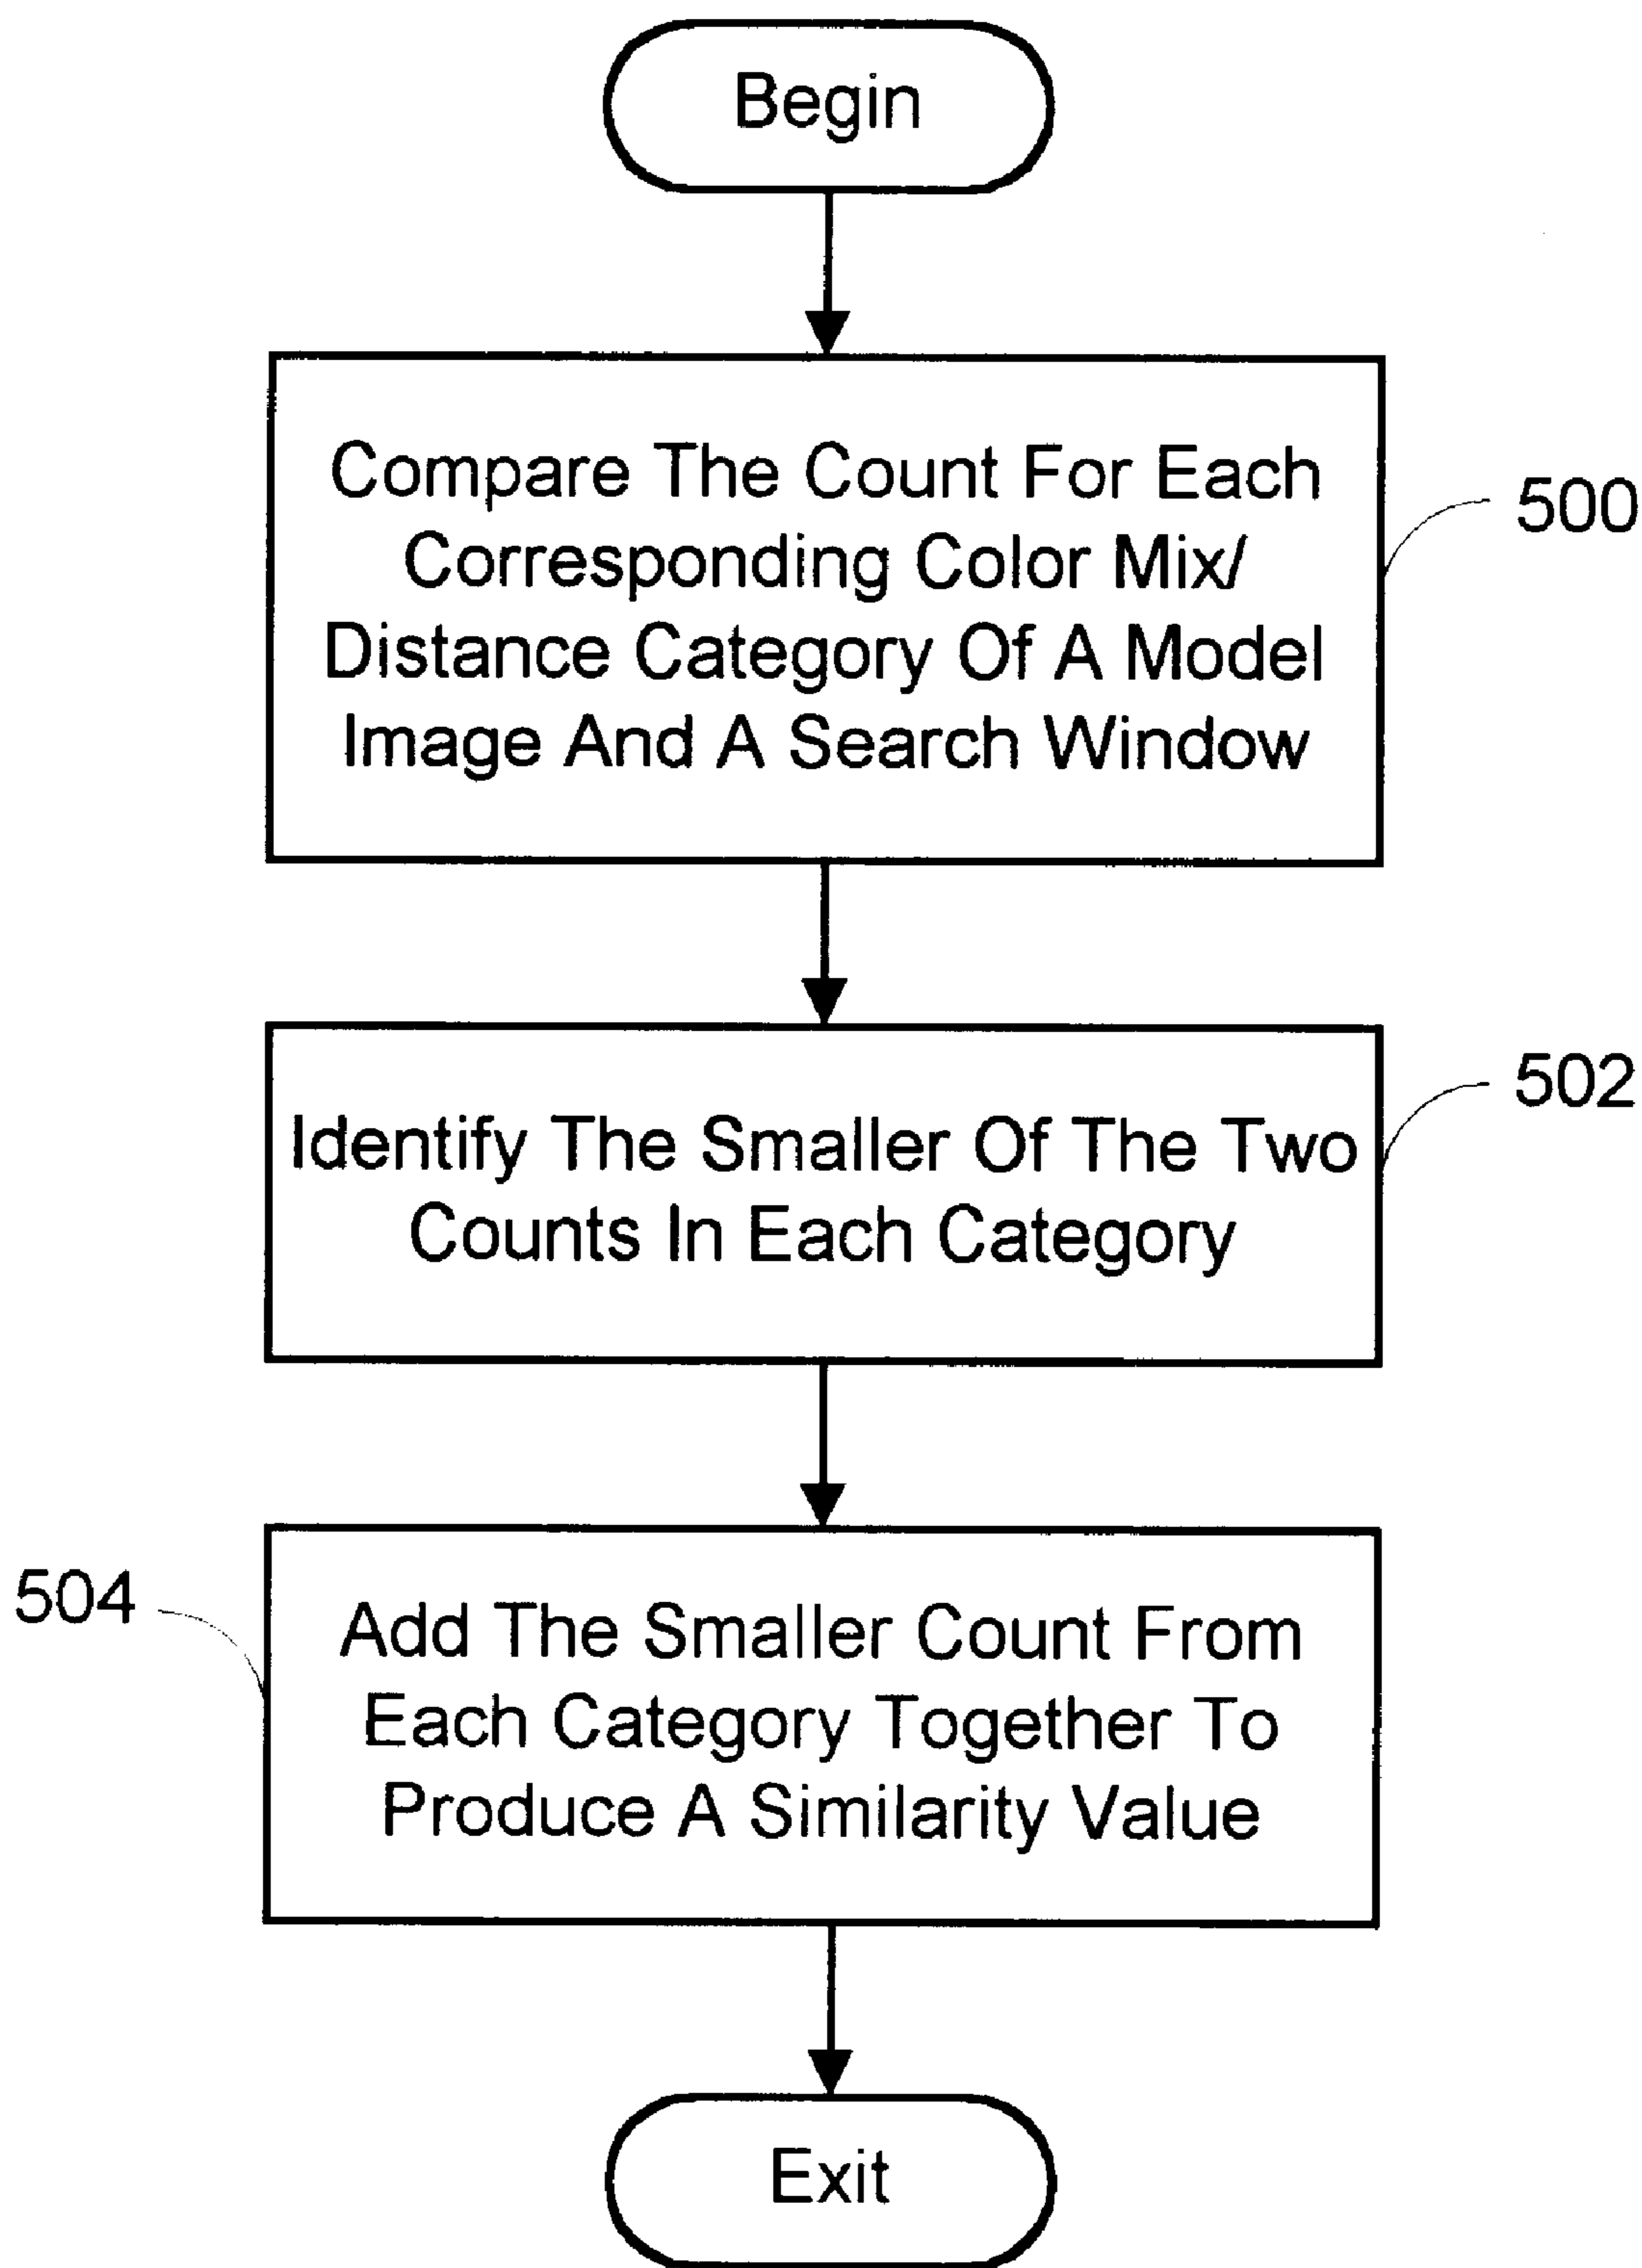 Begin
Compare The Count For Each
Corresponding Color Mix/
Distance Category Of A Model
Image And A Search Window
500
Identify The Smaller Of The Two
Counts In Each Category
502
504
Add The Smaller Count From
Each Category Together To
Produce A Similarity Value
Exit